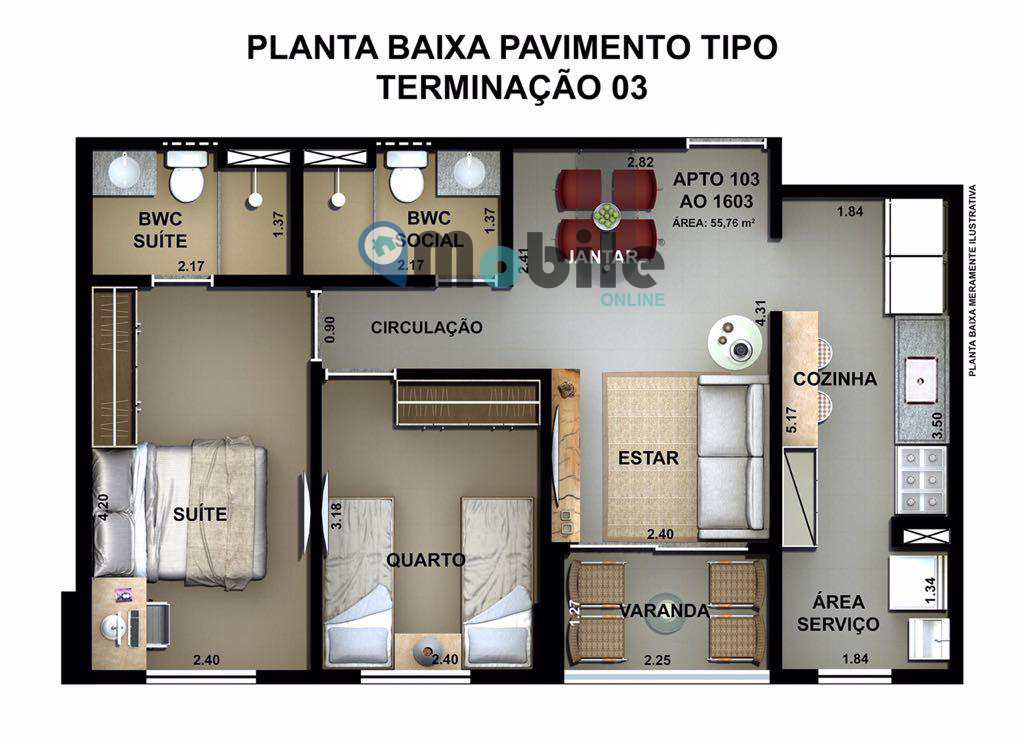 PLANTA BAIXA PAVIMENTO TIPO
TERMINAÇÃO 03
2.82
APTO 103
AO 1603
ÁREA: 55,76 m²
1.84
BWC
SUÍTE
1.37
2.17
BWC
SOCIAL
1.37
2.17
2.41
JANTAR
mobile
ONLINE
4.31
0.90
CIRCULAÇÃO
COZINHA
5.17
3.50
ESTAR
2.40
SUÍTE
4.20
2.40
3.18
QUARTO
2.40
1.27
VARANDA
2.25
ÁREA
SERVIÇO
1.34
1.84
PLANTA BAIXA MERAMENTE ILUSTRATIVA